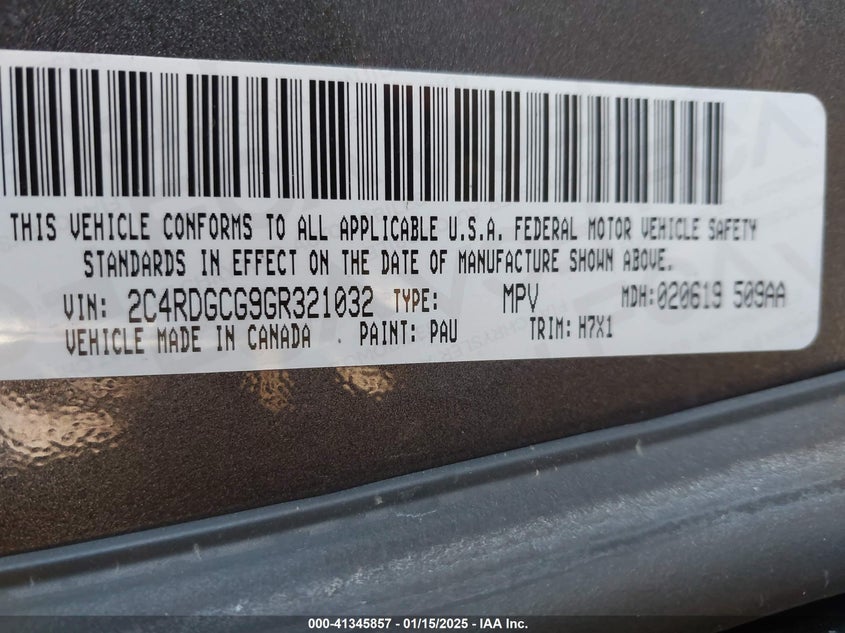 THIS VEHICLE CONFORMS TO ALL APPLICABLE U.S.A. FEDERAL MOTOR VEHICLE SAFETY
STANDARDS IN EFFECT ON THE DATE OF MANUFACTURE SHOWN ABOVE.
VIN: 2C4RDGCG9GR321032 TYPE: MPV MDH:020619 509AA
VEHICLE MADE IN CANADA . PAINT: PAU TRIM: H7X1
000-41345857 - 01/15/2025 - IAA Inc.